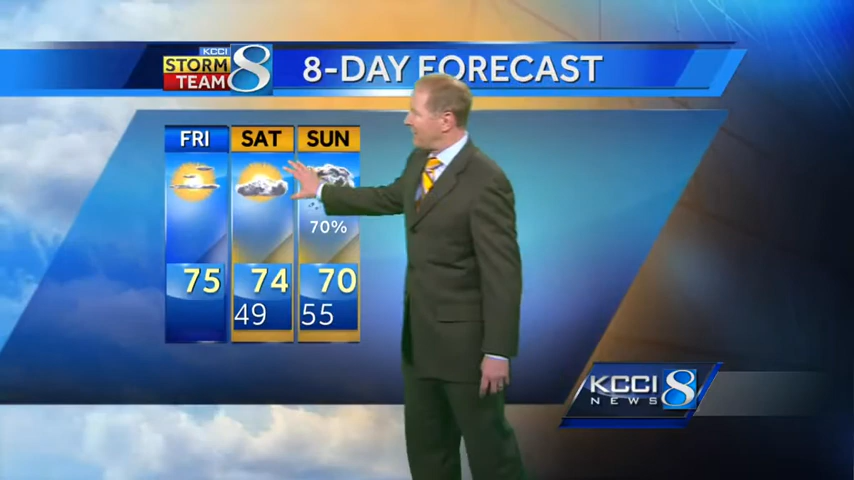 KCCI
STORM
TEAM
8
8-DAY FORECAST
FRI SAT SUN
70%
75 74 70
49 55
KCCI 8
NEWS